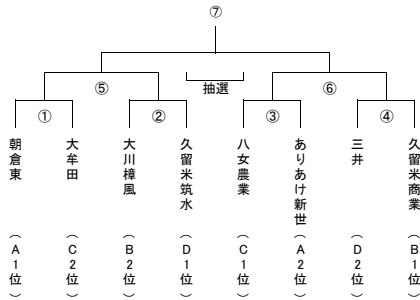 ⑦
⑤
抽選
⑥
①
②
③
④
朝倉東（A1位）
大牟田（C2位）
大川樟風（B2位）
久留米筑水（D1位）
八女農業（C1位）
ありあけ新世（A2位）
三井（D2位）
久留米商業（B1位）